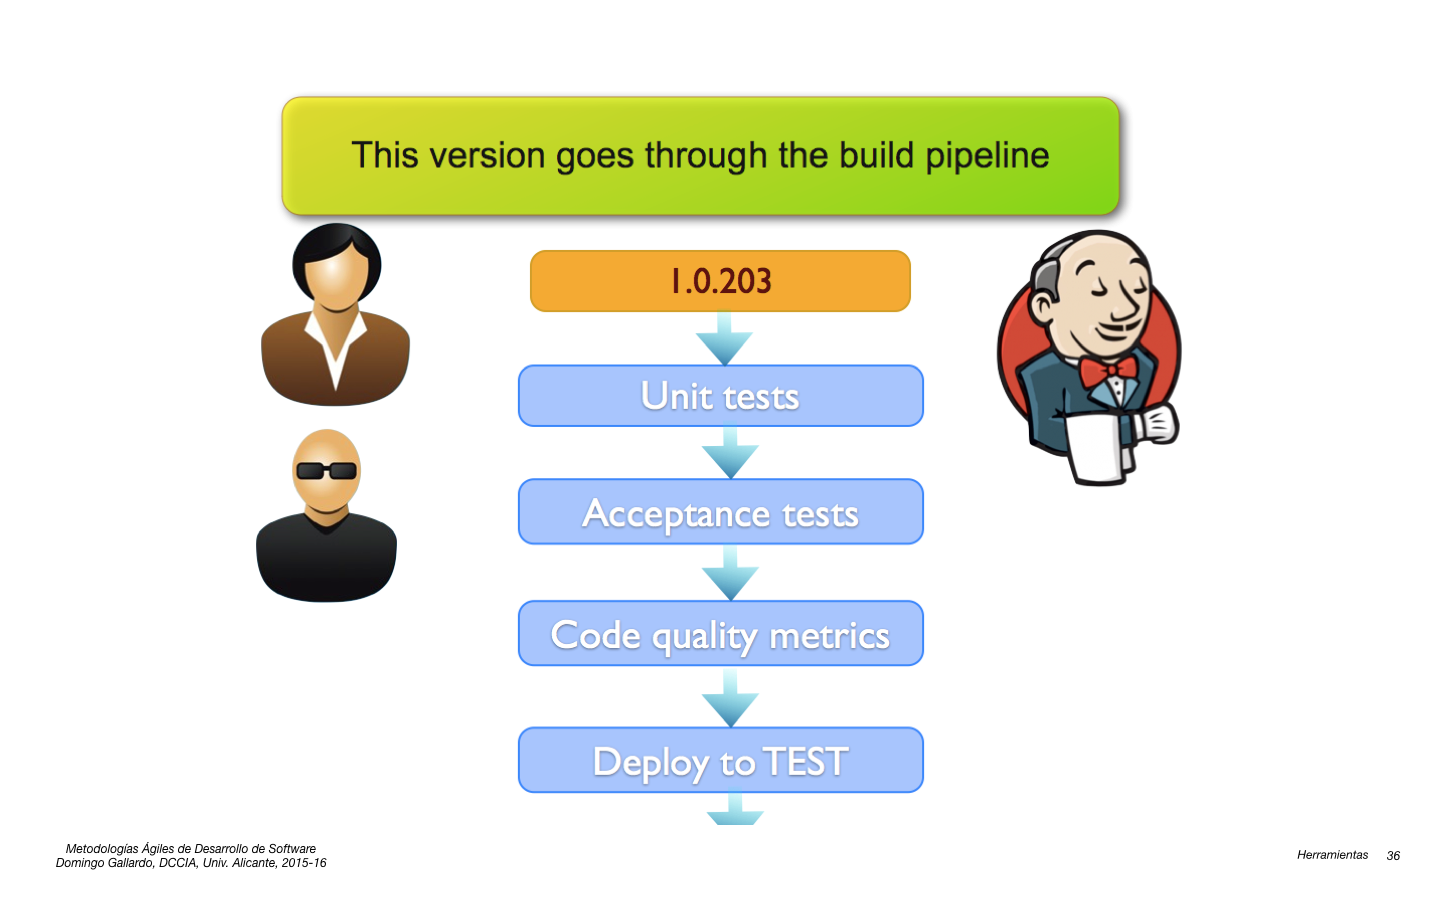 This version goes through the build pipeline
1.0.203
Unit tests
Acceptance tests
Code quality metrics
Deploy to TEST
Metodologías Ágiles de Desarrollo de Software
Domingo Gallardo, DCCIA, Univ. Alicante, 2015-16
Herramientas 36